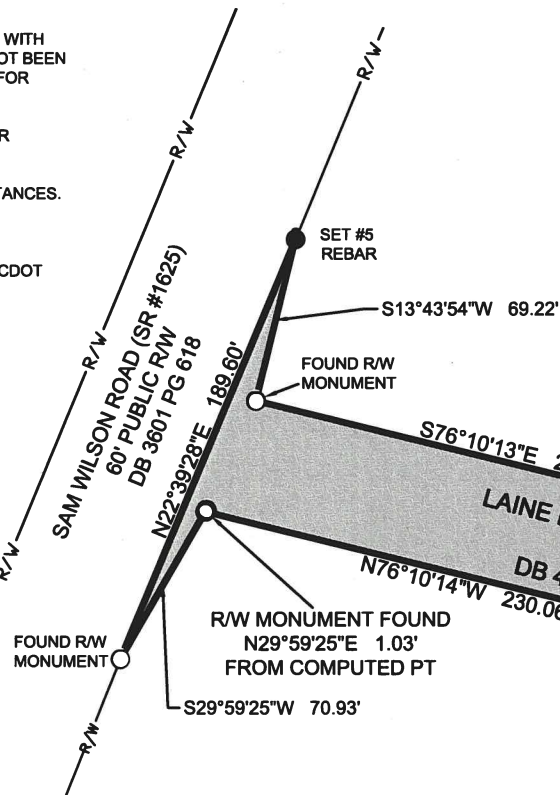 WITH
OT BEEN
FOR
R
TANCES.
CDOT
R/W
R/W
R/W
R/W
R/W
SAM WILSON ROAD (SR #1625)
60' PUBLIC R/W
DB 3601 PG 618
SET #5
REBAR
S13°43'54"W 69.22'
FOUND R/W
MONUMENT
N22°39'28"E 189.60'
S76°10'13"E 2
LAINE
DB 4
N76°10'14"W 230.06
R/W MONUMENT FOUND
N29°59'25"E 1.03'
FROM COMPUTED PT
FOUND R/W
MONUMENT
S29°59'25"W 70.93'